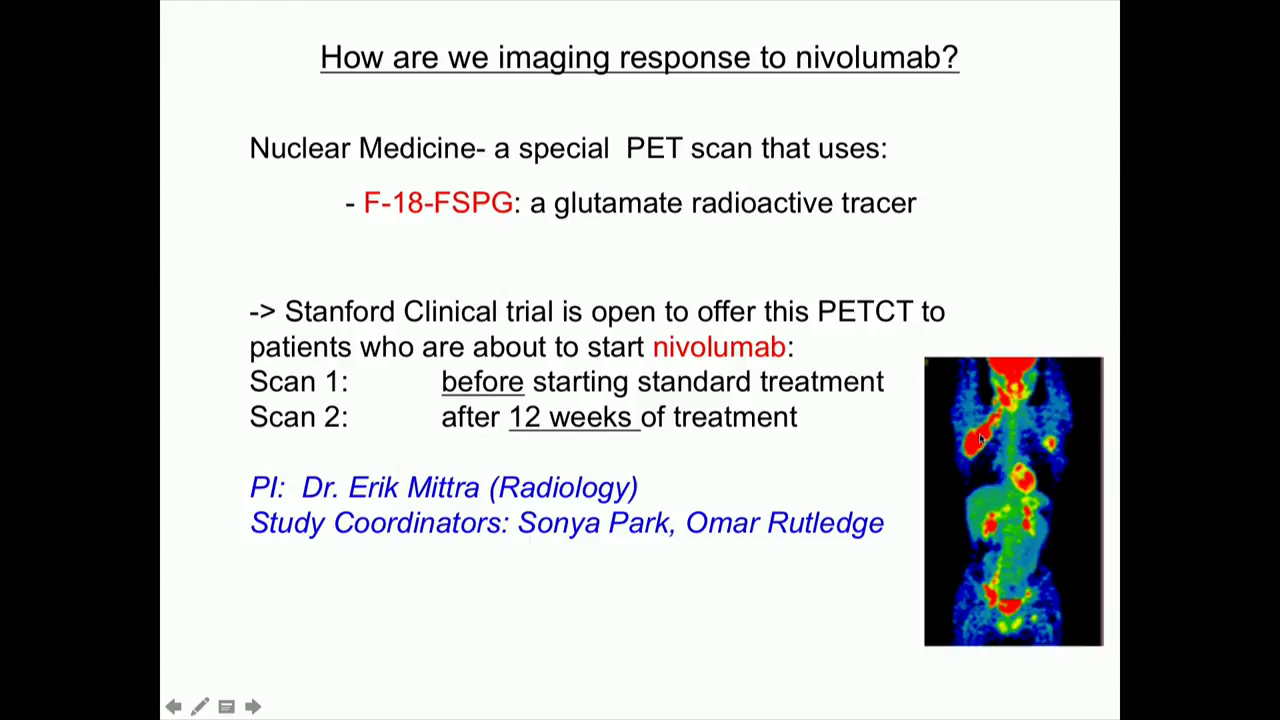 How are we imaging response to nivolumab?
Nuclear Medicine- a special  PET scan that uses:
- F-18-FSPG: a glutamate radioactive tracer
-> Stanford Clinical trial is open to offer this PETCT to
patients who are about to start nivolumab:
Scan 1: before starting standard treatment
Scan 2: after 12 weeks of treatment
PI:  Dr. Erik Mittra (Radiology)
Study Coordinators: Sonya Park, Omar Rutledge